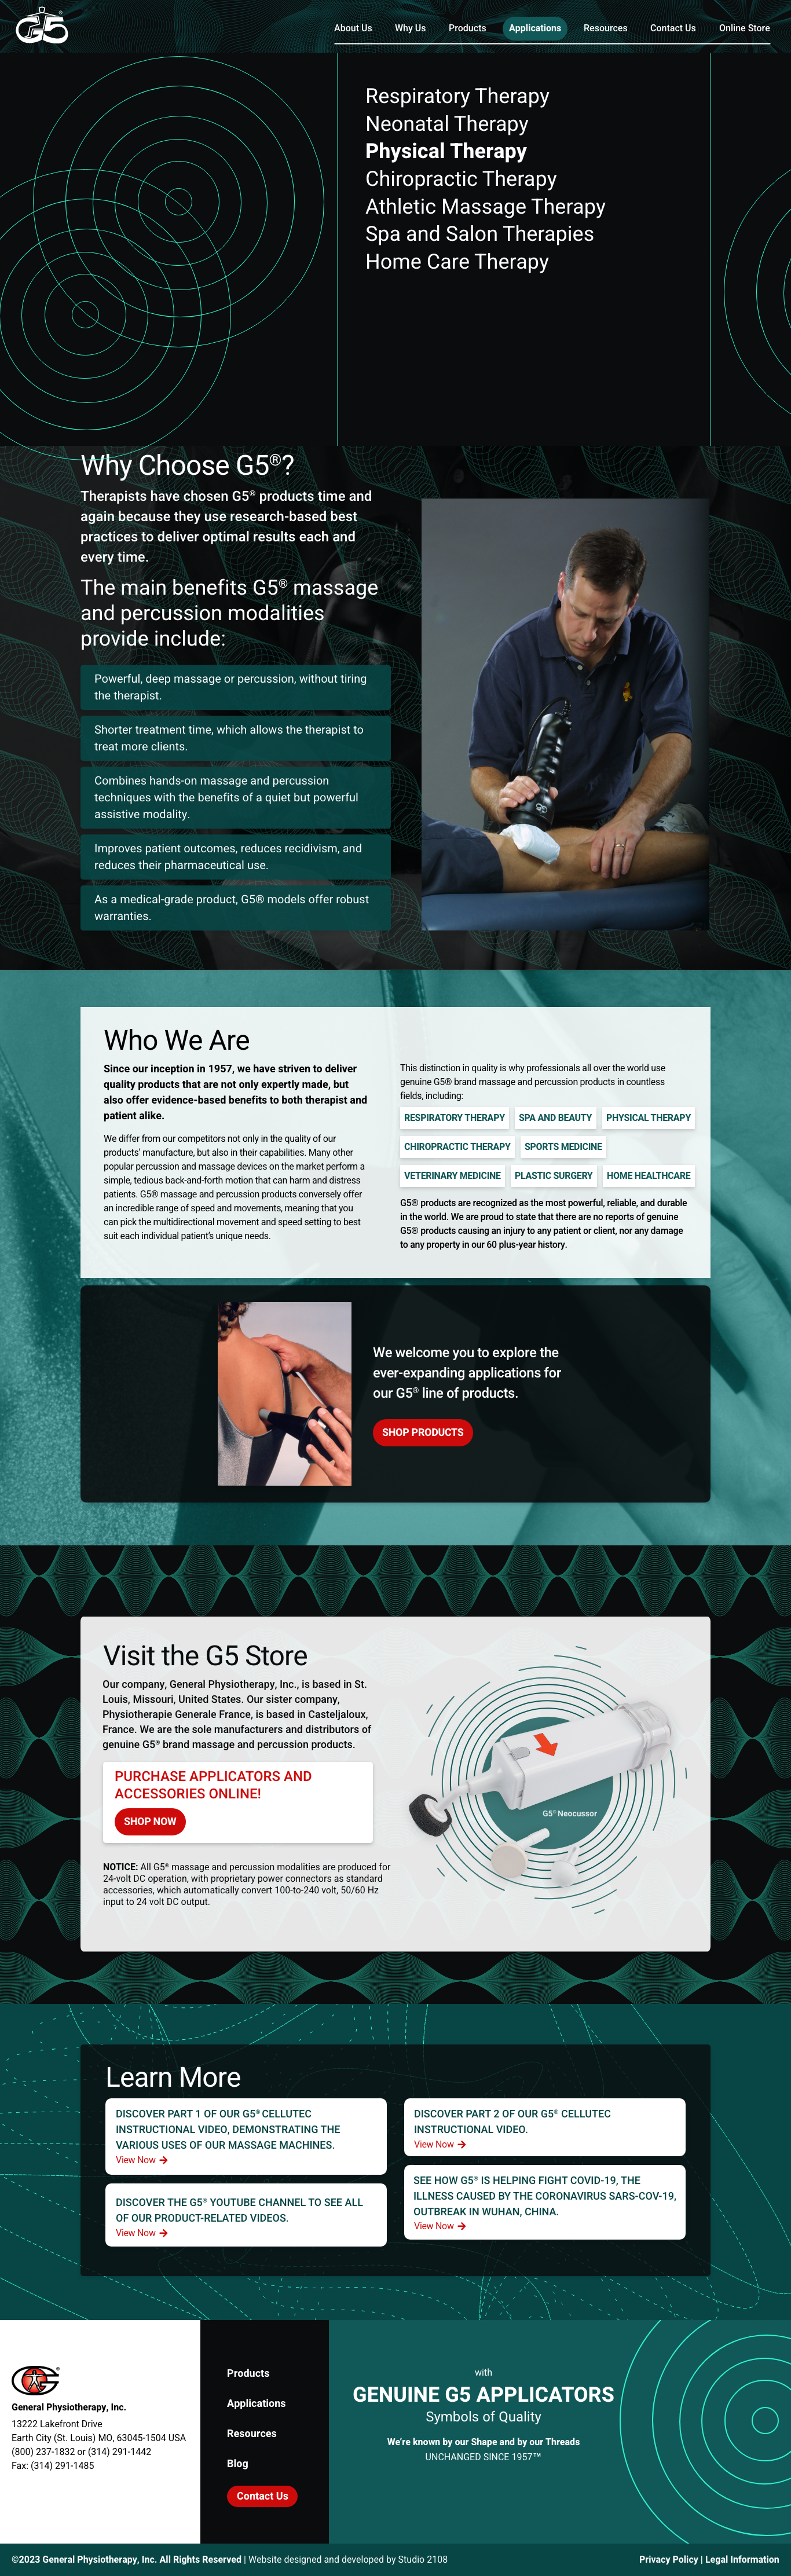 G5®
About Us Why Us Products Applications Resources Contact Us Online Store
Respiratory Therapy
Neonatal Therapy
Physical Therapy
Chiropractic Therapy
Athletic Massage Therapy
Spa and Salon Therapies
Home Care Therapy
Why Choose G5®?
Therapists have chosen G5® products time and
again because they use research-based best
practices to deliver optimal results each and
every time.
The main benefits G5® massage
and percussion modalities
provide include:
Powerful, deep massage or percussion, without tiring
the therapist.
Shorter treatment time, which allows the therapist to
treat more clients.
Combines hands-on massage and percussion
techniques with the benefits of a quiet but powerful
assistive modality.
Improves patient outcomes, reduces recidivism, and
reduces their pharmaceutical use.
As a medical-grade product, G5® models offer robust
warranties.
G5
Who We Are
Since our inception in 1957, we have striven to deliver
quality products that are not only expertly made, but
also offer evidence-based benefits to both therapist and
patient alike.
We differ from our competitors not only in the quality of our
products’ manufacture, but also in their capabilities. Many other
popular percussion and massage devices on the market perform a
simple, tedious back-and-forth motion that can harm and distress
patients. G5® massage and percussion products conversely offer
an incredible range of speed and movements, meaning that you
can pick the multidirectional movement and speed setting to best
suit each individual patient’s unique needs.
This distinction in quality is why professionals all over the world use
genuine G5® brand massage and percussion products in countless
fields, including:
RESPIRATORY THERAPY SPA AND BEAUTY PHYSICAL THERAPY
CHIROPRACTIC THERAPY SPORTS MEDICINE
VETERINARY MEDICINE PLASTIC SURGERY HOME HEALTHCARE
G5® products are recognized as the most powerful, reliable, and durable
in the world. We are proud to state that there are no reports of genuine
G5® products causing an injury to any patient or client, nor any damage
to any property in our 60 plus-year history.
We welcome you to explore the
ever-expanding applications for
our G5® line of products.
SHOP PRODUCTS
Visit the G5 Store
Our company, General Physiotherapy, Inc., is based in St.
Louis, Missouri, United States. Our sister company,
Physiotherapie Generale France, is based in Casteljaloux,
France. We are the sole manufacturers and distributors of
genuine G5® brand massage and percussion products.
PURCHASE APPLICATORS AND
ACCESSORIES ONLINE!
SHOP NOW
NOTICE: All G5® massage and percussion modalities are produced for
24-volt DC operation, with proprietary power connectors as standard
accessories, which automatically convert 100-to-240 volt, 50/60 Hz
input to 24 volt DC output.
G5® Neocussor
Learn More
DISCOVER PART 1 OF OUR G5® CELLUTEC
INSTRUCTIONAL VIDEO, DEMONSTRATING THE
VARIOUS USES OF OUR MASSAGE MACHINES.
View Now
DISCOVER THE G5® YOUTUBE CHANNEL TO SEE ALL
OF OUR PRODUCT-RELATED VIDEOS.
View Now
DISCOVER PART 2 OF OUR G5® CELLUTEC
INSTRUCTIONAL VIDEO.
View Now
SEE HOW G5® IS HELPING FIGHT COVID-19, THE
ILLNESS CAUSED BY THE CORONAVIRUS SARS-COV-19,
OUTBREAK IN WUHAN, CHINA.
View Now
General Physiotherapy, Inc.
13222 Lakefront Drive
Earth City (St. Louis) MO, 63045-1504 USA
(800) 237-1832 or (314) 291-1442
Fax: (314) 291-1485
Products
Applications
Resources
Blog
Contact Us
with
GENUINE G5 APPLICATORS
Symbols of Quality
We’re known by our Shape and by our Threads
UNCHANGED SINCE 1957™
©2023 General Physiotherapy, Inc. All Rights Reserved | Website designed and developed by Studio 2108
Privacy Policy | Legal Information